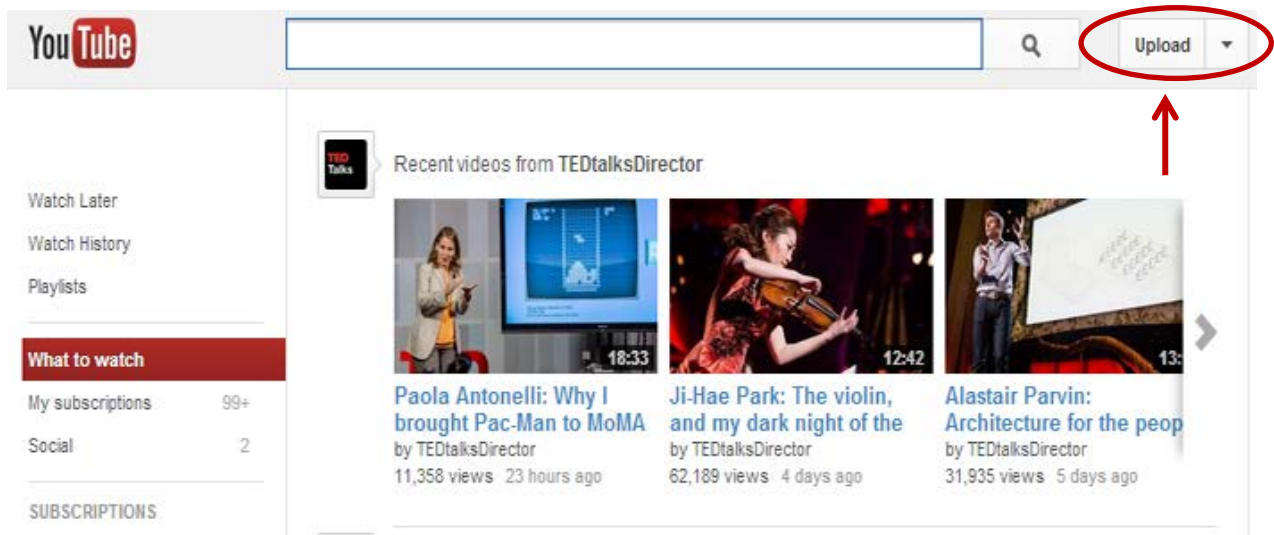 YouTube
Upload
Watch Later
Watch History
Playlists
What to watch
My subscriptions 99+
Social 2
SUBSCRIPTIONS
TED
Talks
Recent videos from TEDtalksDirector
18:33
Paola Antonelli: Why I
brought Pac-Man to MoMA
by TEDtalksDirector
11,358 views 23 hours ago
12:42
Ji-Hae Park: The violin,
and my dark night of the
by TEDtalksDirector
62,189 views 4 days ago
13:
Alastair Parvin:
Architecture for the peop
by TEDtalksDirector
31,935 views 5 days ago